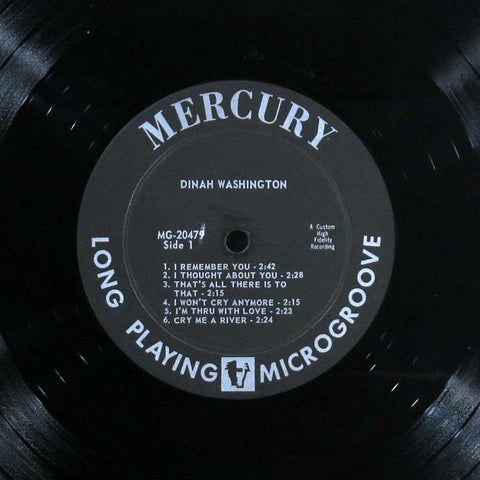 MERCURY
DINAH WASHINGTON
MG-20479
Side 1
A Custom
High
Fidelity
Recording
1. I REMEMBER YOU - 2:42
2. I THOUGHT ABOUT YOU - 2:28
3. THAT'S ALL THERE IS TO
THAT - 2:15
4. I WON'T CRY ANYMORE - 2:15
5. I'M THRU WITH LOVE - 2:23
6. CRY ME A RIVER - 2:24
LONG PLAYING MICROGROOVE